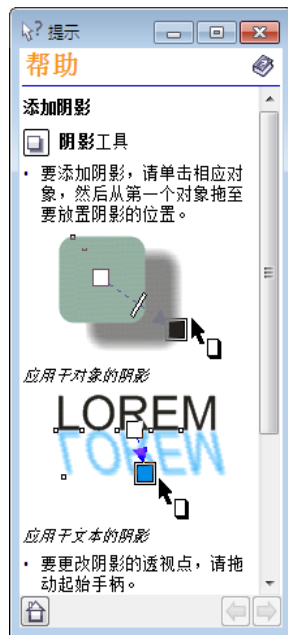 提示
帮助
添加阴影
阴影工具
• 要添加阴影，请单击相应对
象，然后从第一个对象拖至
要放置阴影的位置。
应用于对象的阴影
LOREM
LOREM
应用于文本的阴影
• 要更改阴影的透视点，请拖
动起始手柄。